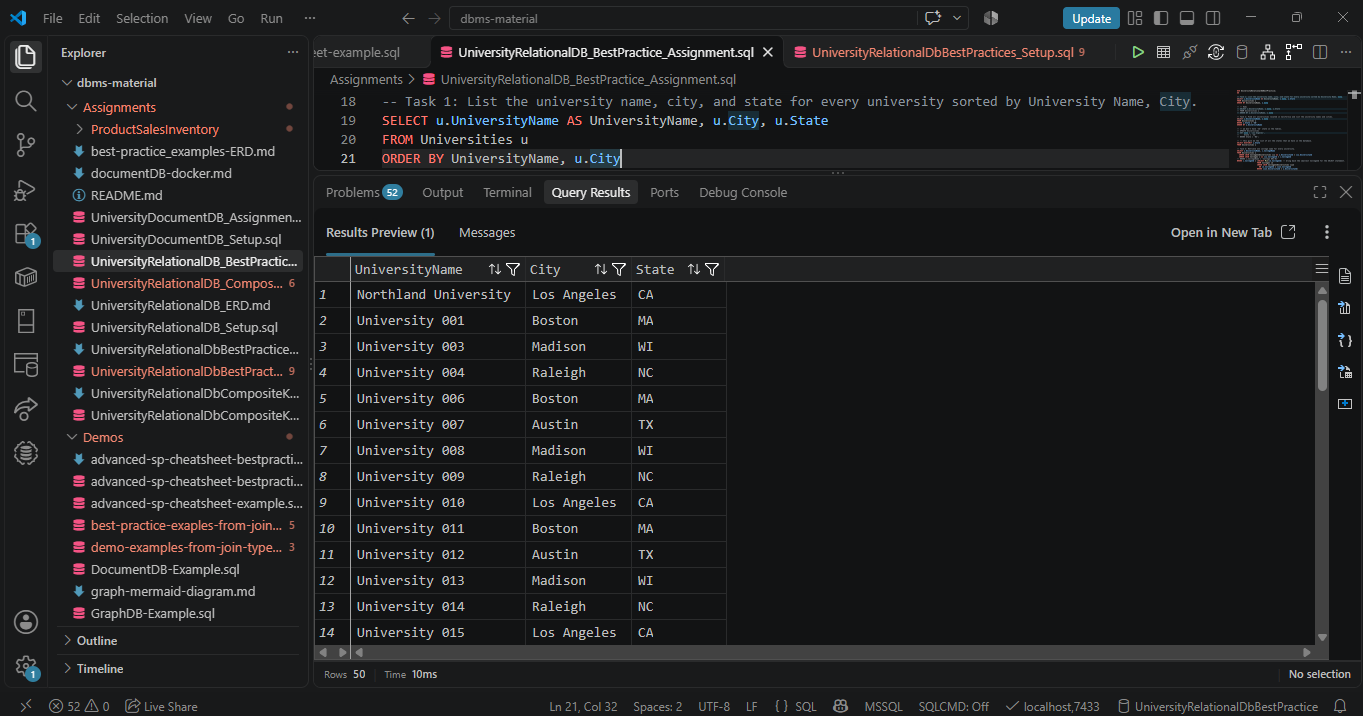 File Edit Selection View Go Run ···
dbms-material
Update
Explorer ···
dbms-material
Assignments
ProductSalesInventory
best-practice_examples-ERD.md
documentDB-docker.md
README.md
UniversityDocumentDB_Assignmen...
UniversityDocumentDB_Setup.sql
UniversityRelationalDB_BestPractic...
UniversityRelationalDB_Compos... 6
UniversityRelationalDB_ERD.md
UniversityRelationalDB_Setup.sql
UniversityRelationalDbBestPractice...
UniversityRelationalDbBestPract... 9
UniversityRelationalDbCompositeK...
UniversityRelationalDbCompositeK...
Demos
advanced-sp-cheatsheet-bestpracti...
advanced-sp-cheatsheet-bestpracti...
advanced-sp-cheatsheet-example.s...
best-practice-exaples-from-join... 5
demo-examples-from-join-type... 3
DocumentDB-Example.sql
graph-mermaid-diagram.md
GraphDB-Example.sql
Outline
Timeline
1
1
eet-example.sql
UniversityRelationalDB_BestPractice_Assignment.sql
UniversityRelationalDbBestPractices_Setup.sql 9
Assignments > UniversityRelationalDB_BestPractice_Assignment.sql
18 -- Task 1: List the university name, city, and state for every university sorted by University Name, City.
19 SELECT u.UniversityName AS UniversityName, u.City, u.State
20 FROM Universities u
21 ORDER BY UniversityName, u.City
Problems 52 Output Terminal Query Results Ports Debug Console
Results Preview (1) Messages
Open in New Tab
UniversityName City State
1 Northland University Los Angeles CA
2 University 001 Boston MA
3 University 003 Madison WI
4 University 004 Raleigh NC
5 University 006 Boston MA
6 University 007 Austin TX
7 University 008 Madison WI
8 University 009 Raleigh NC
9 University 010 Los Angeles CA
10 University 011 Boston MA
11 University 012 Austin TX
12 University 013 Madison WI
13 University 014 Raleigh NC
14 University 015 Los Angeles CA
Rows 50 Time 10ms
No selection
52 0 Live Share
Ln 21, Col 32 Spaces: 2 UTF-8 LF { } SQL MSSQL SQLCMD: Off localhost,7433 UniversityRelationalDbBestPractice